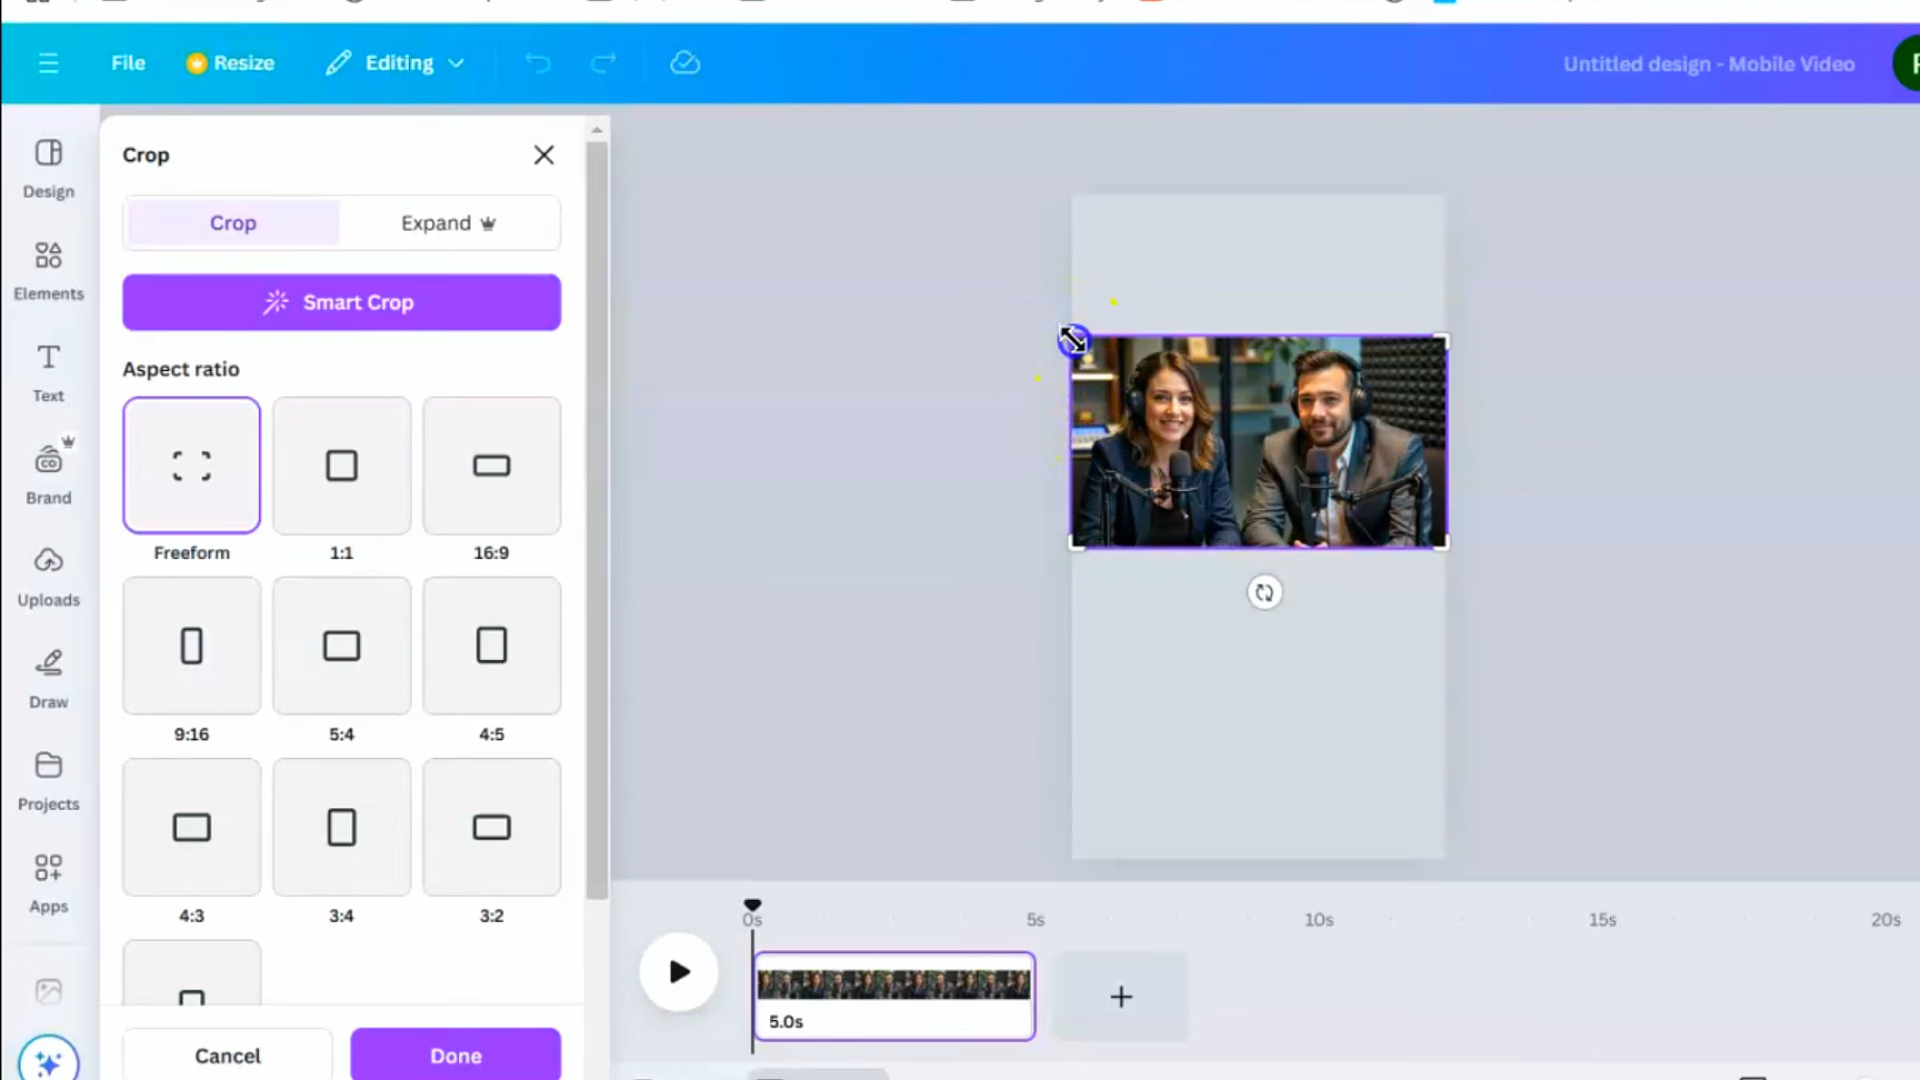 File Resize Editing Untitled design - Mobile Video
Design
Elements
Text
Brand
Uploads
Draw
Projects
Apps
Crop
Crop Expand
Smart Crop
Aspect ratio
Freeform 1:1 16:9
9:16 5:4 4:5
4:3 3:4 3:2
Cancel Done
0s 5s 10s 15s 20s
5.0s